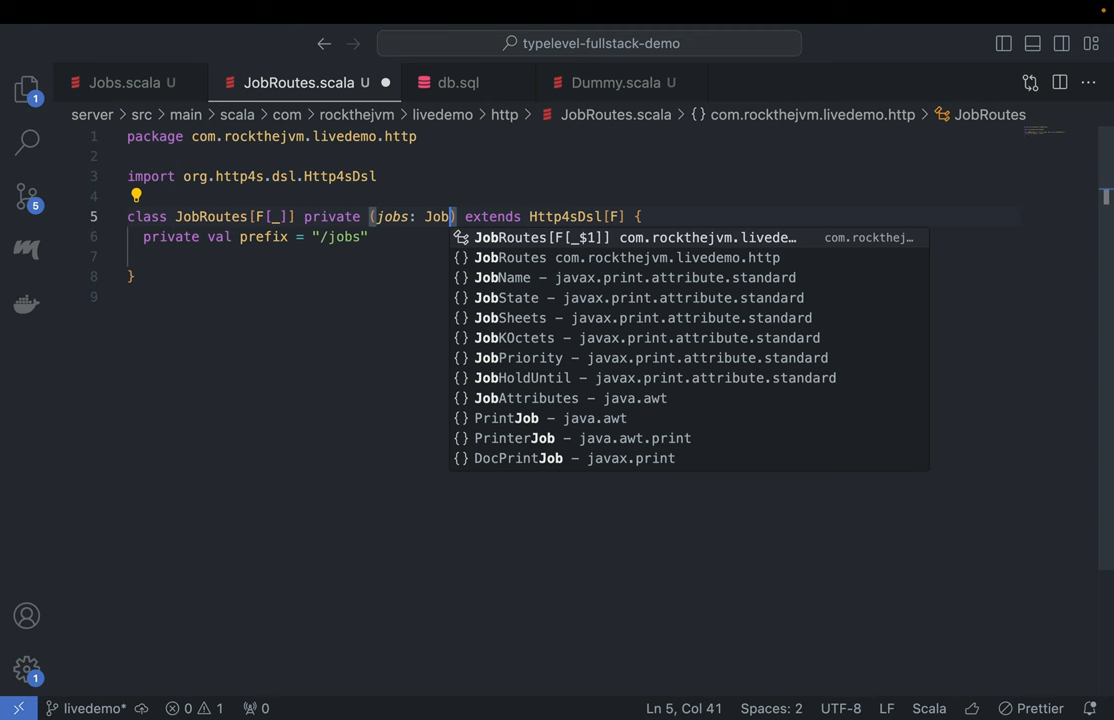 typelevel-fullstack-demo
Jobs.scala U
JobRoutes.scala U
db.sql
Dummy.scala U
server > src > main > scala > com > rockthejvm > livedemo > http > JobRoutes.scala > {} com.rockthejvm.livedemo.http > JobRoutes
1 package com.rockthejvm.livedemo.http
2
3 import org.http4s.dsl.Http4sDsl
4
5 class JobRoutes[F[_]] private (jobs: Job) extends Http4sDsl[F] {
6 private val prefix = "/jobs"
7
8 }
9
JobRoutes[F[_$1]] com.rockthejvm.livede… com.rockthej…
{} JobRoutes com.rockthejvm.livedemo.http
{} JobName – javax.print.attribute.standard
{} JobState – javax.print.attribute.standard
{} JobSheets – javax.print.attribute.standard
{} JobKOctets – javax.print.attribute.standard
{} JobPriority – javax.print.attribute.standard
{} JobHoldUntil – javax.print.attribute.standard
{} JobAttributes – java.awt
{} PrintJob – java.awt
{} PrinterJob – java.awt.print
{} DocPrintJob – javax.print
1
5
1
livedemo* 0 1 0 Ln 5, Col 41 Spaces: 2 UTF-8 LF Scala Prettier